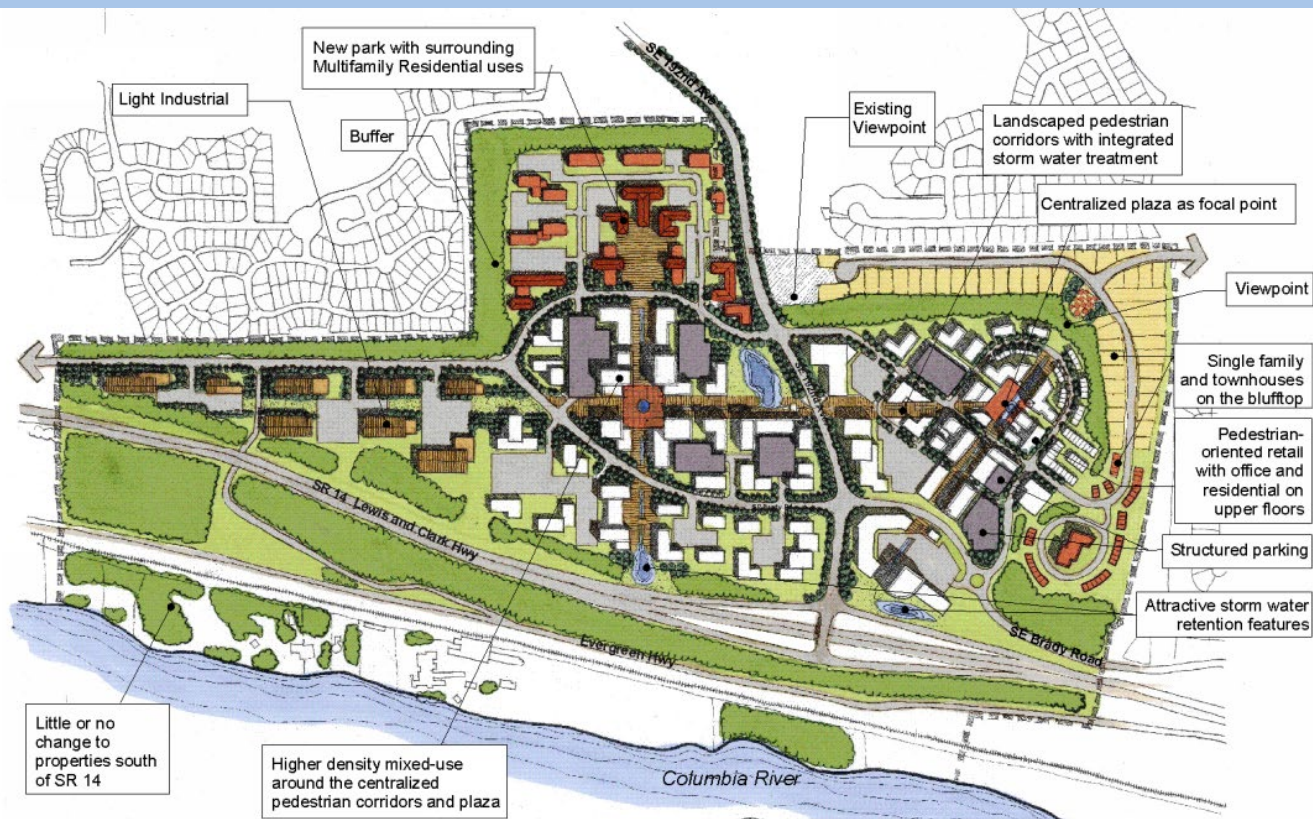 New park with surrounding
Multifamily Residential uses
SE 192nd Ave
Light Industrial
Buffer
Existing
Viewpoint
Landscaped pedestrian
corridors with integrated
storm water treatment
Centralized plaza as focal point
Viewpoint
Single family
and townhouses
on the blufftop
Pedestrian-
oriented retail
with office and
residential on
upper floors
Structured parking
Attractive storm water
retention features
SR 14 Lewis and Clark Hwy
Evergreen Hwy
SE Brady Road
Little or no
change to
properties south
of SR 14
Higher density mixed-use
around the centralized
pedestrian corridors and plaza
Columbia River